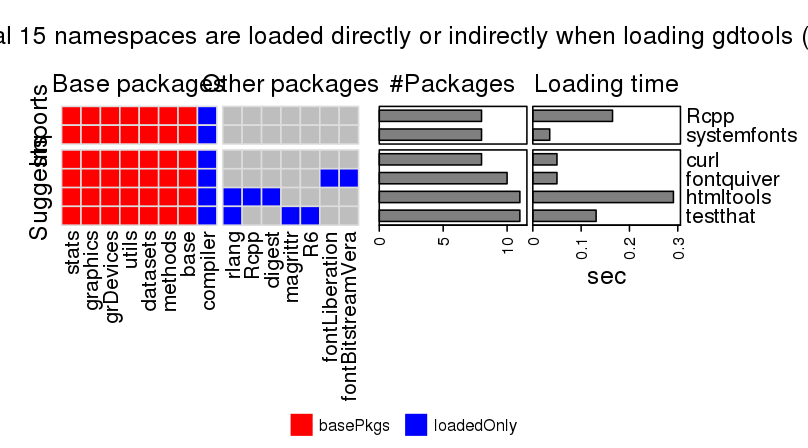 al 15 namespaces are loaded directly or indirectly when loading gdtools (
Base packages Other packages #Packages Loading time
Imports
Suggests
Rcpp
systemfonts
curl
fontquiver
htmltools
testthat
stats graphics grDevices utils datasets methods base compiler rlang Rcpp digest magrittr R6 fontLiberation fontBitstreamVera
0 5 10
0 0.1 0.2 0.3
sec
basePkgs loadedOnly